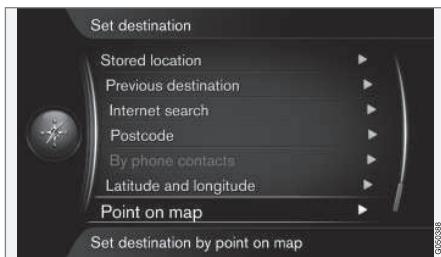 Set destination
Stored location
Previous destination
Internet search
Postcode
By phone contacts
Latitude and longitude
Point on map
Set destination by point on map
G050388